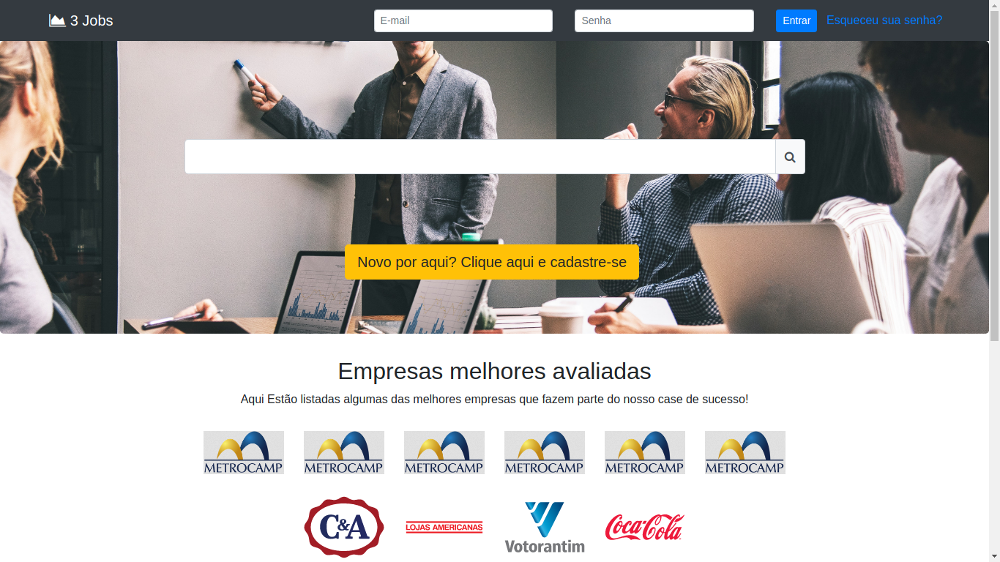 3 Jobs
E-mail
Senha
Entrar
Esqueceu sua senha?
Novo por aqui? Clique aqui e cadastre-se
Empresas melhores avaliadas
Aqui Estão listadas algumas das melhores empresas que fazem parte do nosso case de sucesso!
METROCAMP METROCAMP METROCAMP METROCAMP METROCAMP METROCAMP
C&A LOJAS AMERICANAS Votorantim Coca-Cola